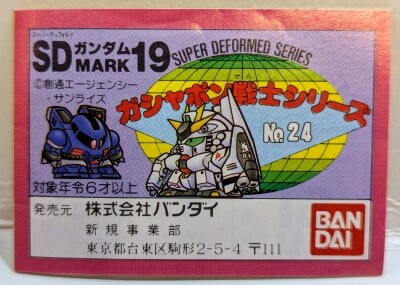 スーパーディフォルメ
SDガンダム MARK 19
SUPER DEFORMED SERIES
©創通エージェンシー
・サンライズ
せんし
ガシャポン戦士シリーズ
№24
対象年令6才以上
発売元 株式会社バンダイ
新規事業部
東京都台東区駒形2-5-4 〒111
BAN
DAI